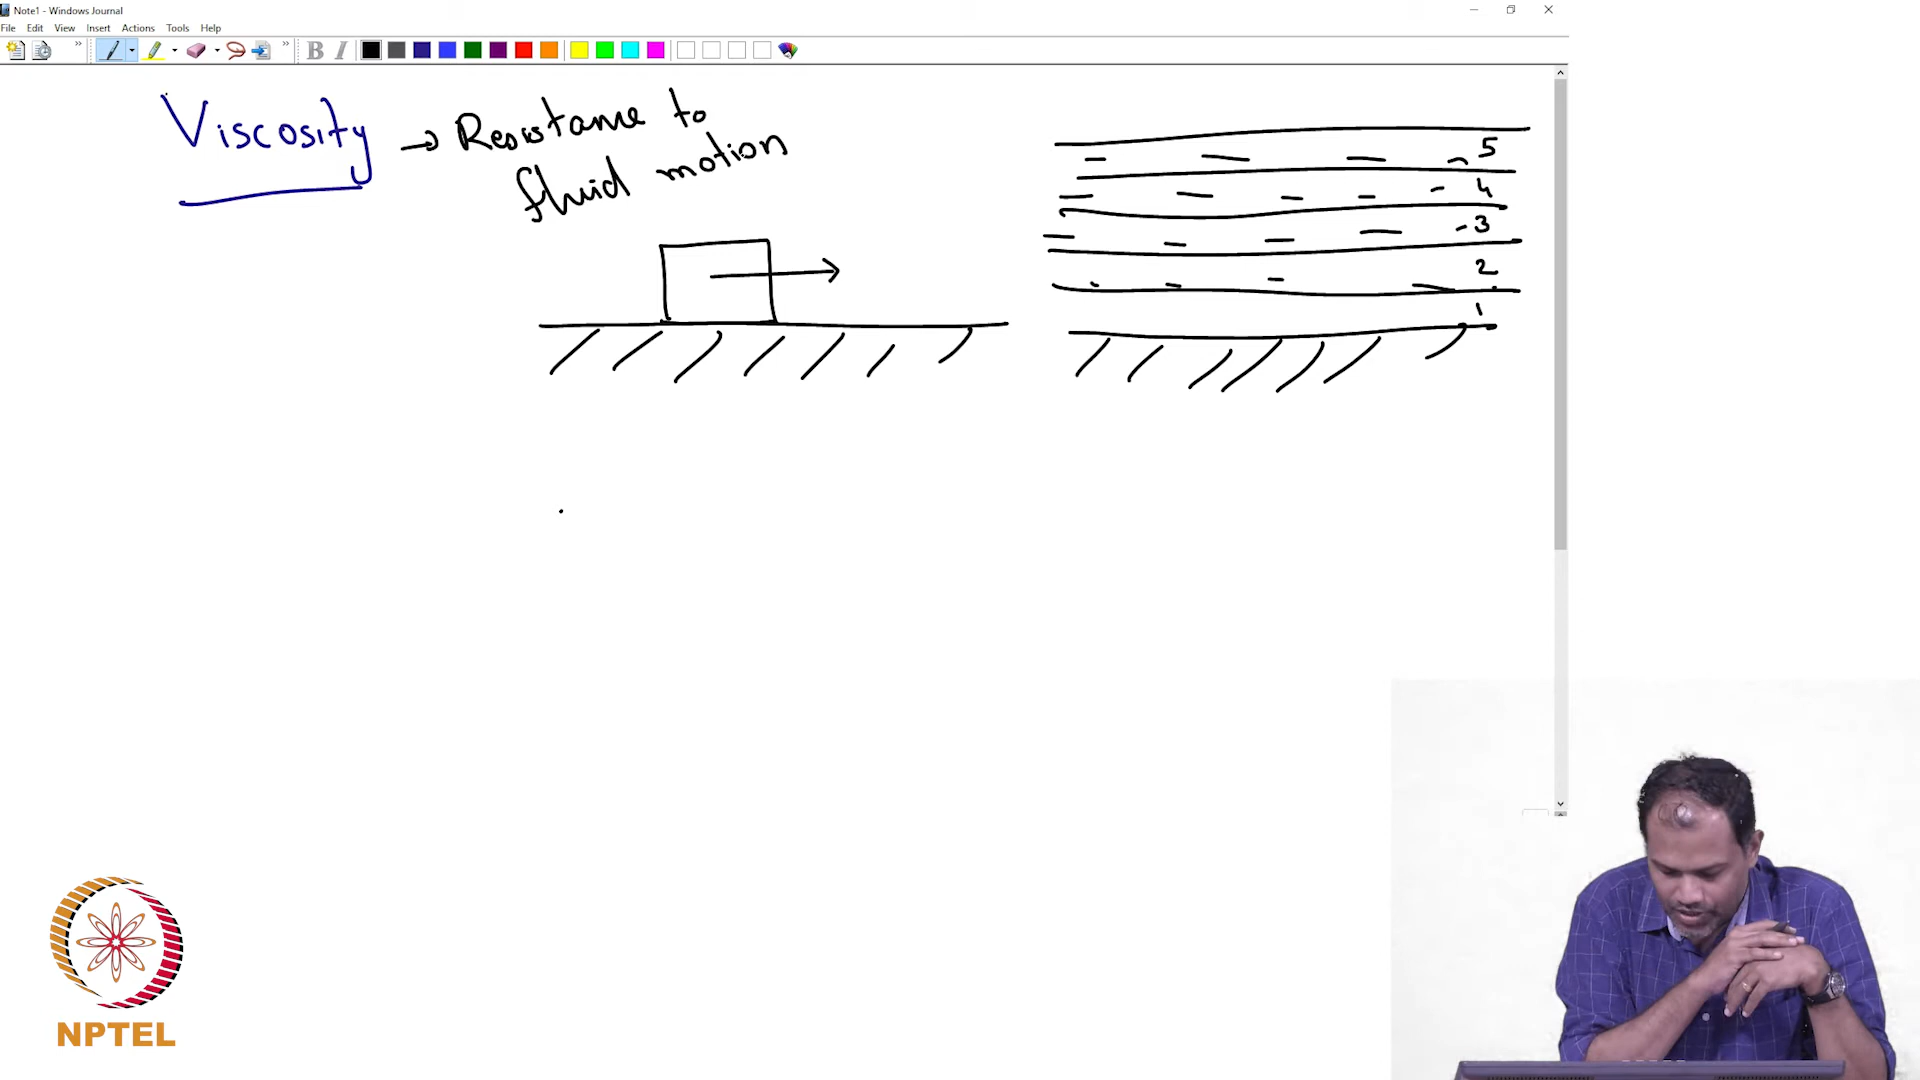 Note1 - Windows Journal
File Edit View Insert Actions Tools Help
B I
Viscosity → Resistance to
fluid motion
5
4
3
2
1
NPTEL